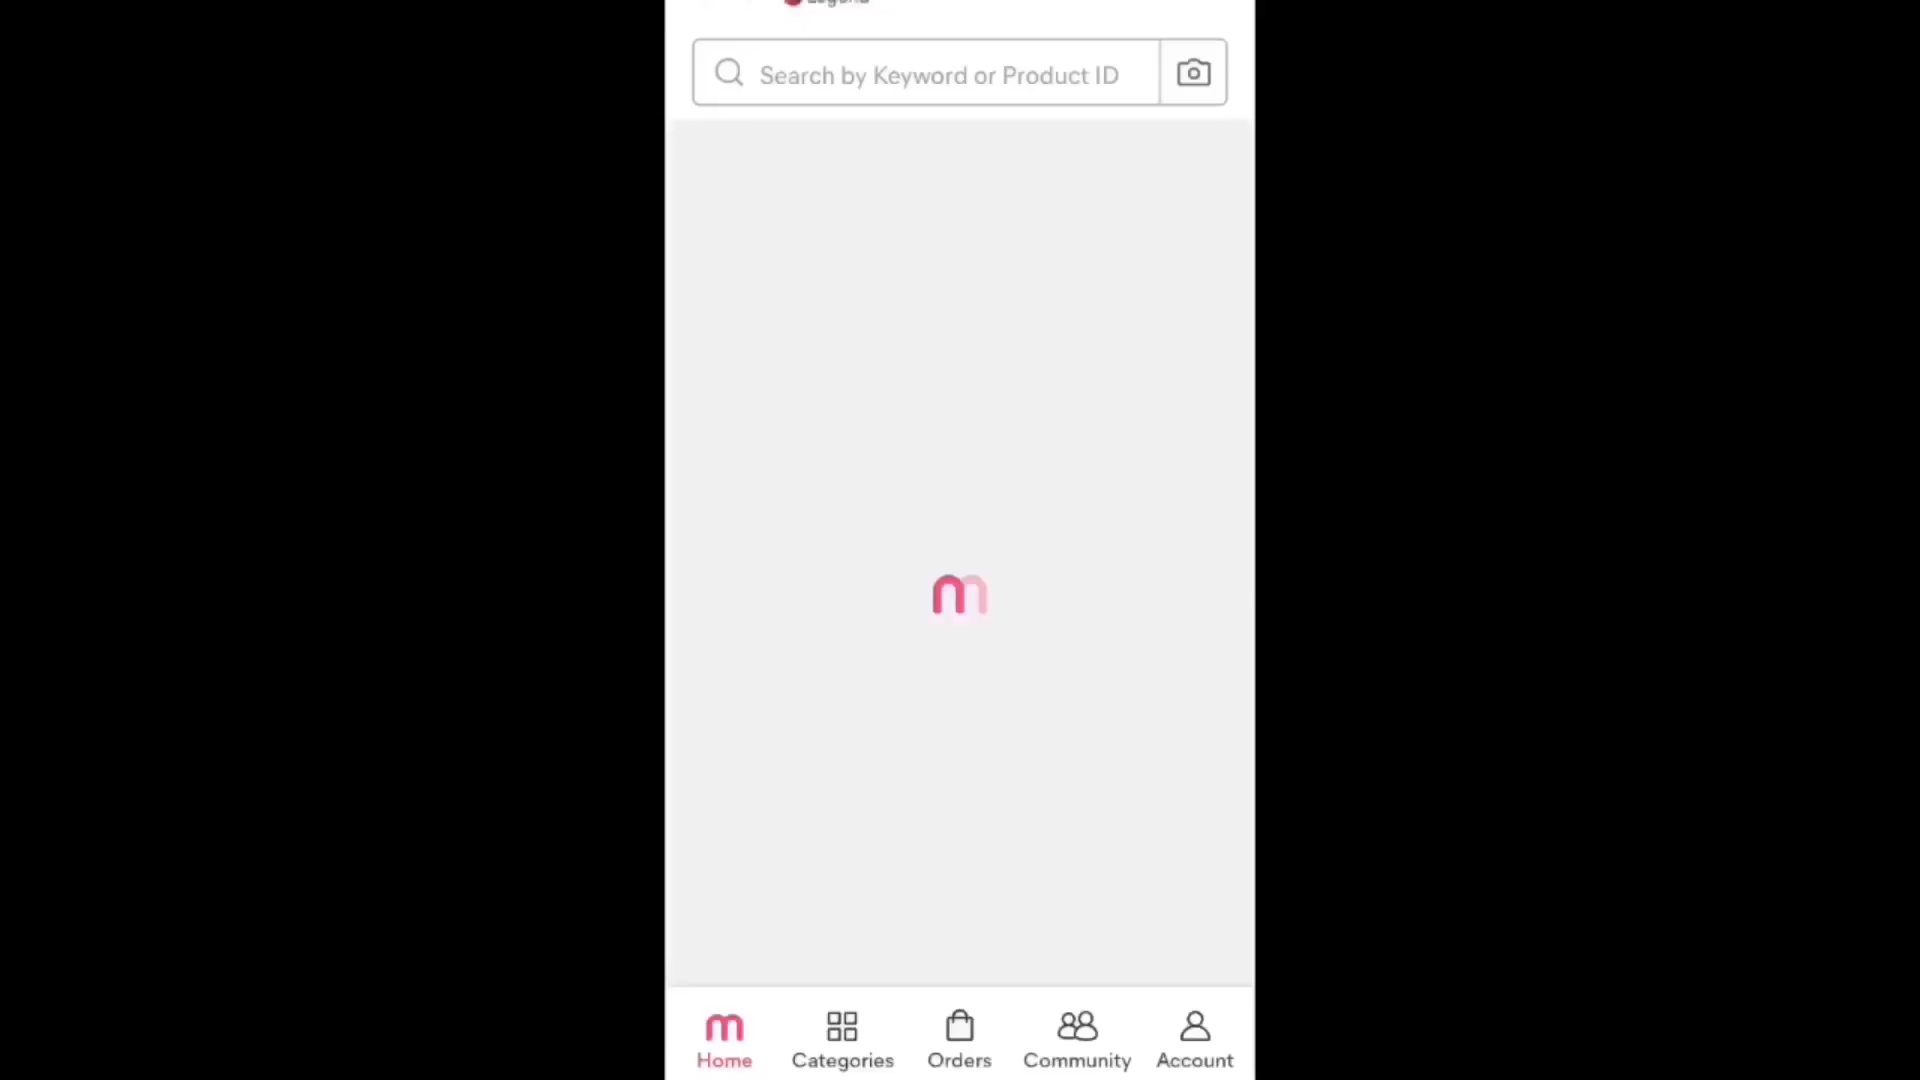 Search by Keyword or Product ID
Home
Categories
Orders
Community
Account